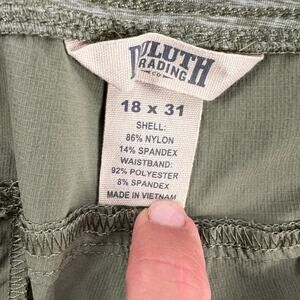 DULUTH
TRADING
CO
18 x 31
SHELL:
86% NYLON
14% SPANDEX
WAISTBAND:
92% POLYESTER
8% SPANDEX
MADE IN VIETNAM